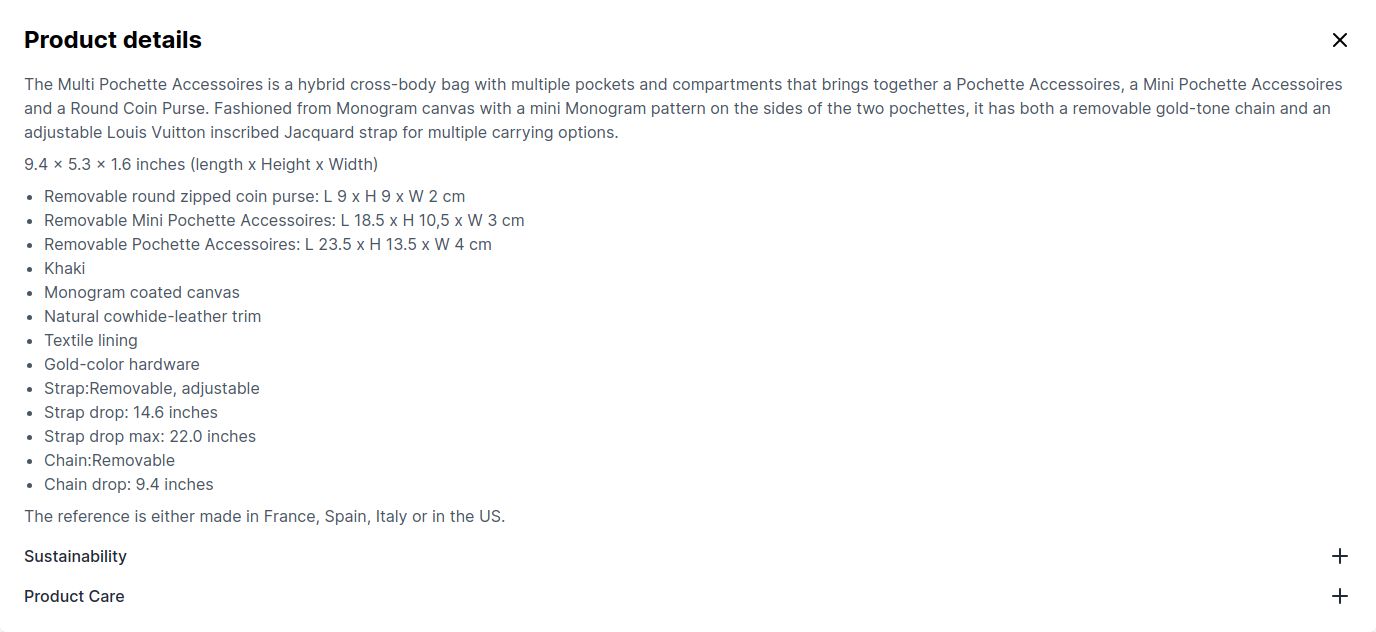 Product details
The Multi Pochette Accessoires is a hybrid cross-body bag with multiple pockets and compartments that brings together a Pochette Accessoires, a Mini Pochette Accessoires
and a Round Coin Purse. Fashioned from Monogram canvas with a mini Monogram pattern on the sides of the two pochettes, it has both a removable gold-tone chain and an
adjustable Louis Vuitton inscribed Jacquard strap for multiple carrying options.
9.4 × 5.3 × 1.6 inches (length x Height x Width)
• Removable round zipped coin purse: L 9 x H 9 x W 2 cm
• Removable Mini Pochette Accessoires: L 18.5 x H 10,5 x W 3 cm
• Removable Pochette Accessoires: L 23.5 x H 13.5 x W 4 cm
• Khaki
• Monogram coated canvas
• Natural cowhide-leather trim
• Textile lining
• Gold-color hardware
• Strap:Removable, adjustable
• Strap drop: 14.6 inches
• Strap drop max: 22.0 inches
• Chain:Removable
• Chain drop: 9.4 inches
The reference is either made in France, Spain, Italy or in the US.
Sustainability
Product Care